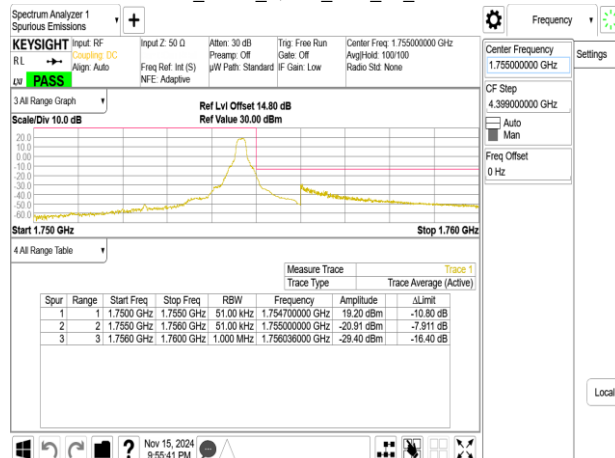 Spectrum Analyzer 1
Spurious Emissions
Frequency
KEYSIGHT
RL
PASS
Input: RF
Coupling: DC
Align: Auto
Input Z: 50 Ω
Freq Ref: Int (S)
NFE: Adaptive
Atten: 30 dB
Preamp: Off
µW Path: Standard
Trig: Free Run
Gate: Off
IF Gain: Low
Center Freq: 1.755000000 GHz
Avg|Hold: 100/100
Radio Std: None
Center Frequency
1.755000000 GHz
Settings
CF Step
4.399000000 GHz
Auto
Man
Freq Offset
0 Hz
3 All Range Graph
Scale/Div 10.0 dB
Ref Lvl Offset 14.80 dB
Ref Value 30.00 dBm
20.0
10.0
0.00
-10.0
-20.0
-30.0
-40.0
-50.0
-60.0
Start 1.750 GHz
Stop 1.760 GHz
4 All Range Table
Measure Trace Trace 1
Trace Type Trace Average (Active)
Spur Range Start Freq Stop Freq RBW Frequency Amplitude ΔLimit
1 1 1.7500 GHz 1.7550 GHz 51.00 kHz 1.754700000 GHz 19.20 dBm -10.80 dB
2 2 1.7550 GHz 1.7560 GHz 51.00 kHz 1.755000000 GHz -20.91 dBm -7.911 dB
3 3 1.7560 GHz 1.7600 GHz 1.000 MHz 1.756036000 GHz -29.40 dBm -16.40 dB
Local
Nov 15, 2024
9:55:41 PM